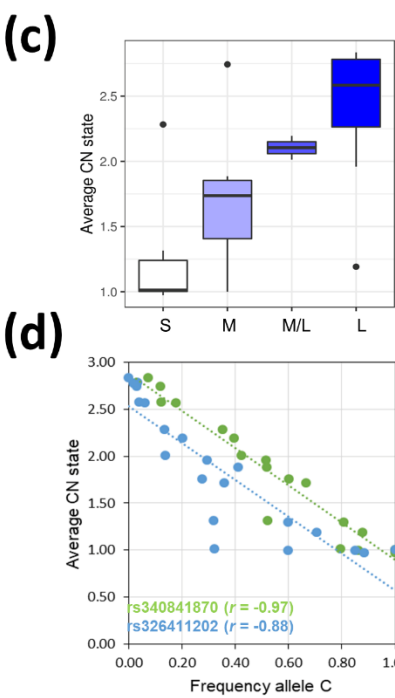 (c)
Average CN state
2.5
2.0
1.5
1.0
S M M/L L
(d)
Average CN state
3.00
2.50
2.00
1.50
1.00
0.50
0.00
rs340841870 (r = -0.97)
rs326411202 (r = -0.88)
0.00 0.20 0.40 0.60 0.80 1.0
Frequency allele C